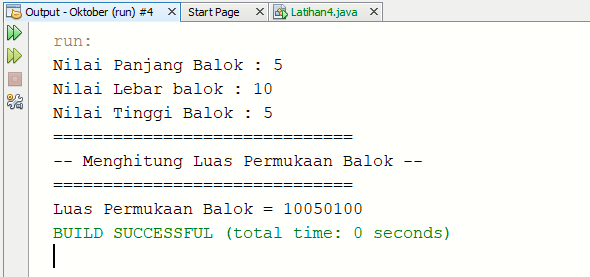 Output - Oktober (run) #4 Start Page Latihan4.java
run:
Nilai Panjang Balok : 5
Nilai Lebar balok : 10
Nilai Tinggi Balok : 5
==============================
-- Menghitung Luas Permukaan Balok --
==============================
Luas Permukaan Balok = 10050100
BUILD SUCCESSFUL (total time: 0 seconds)